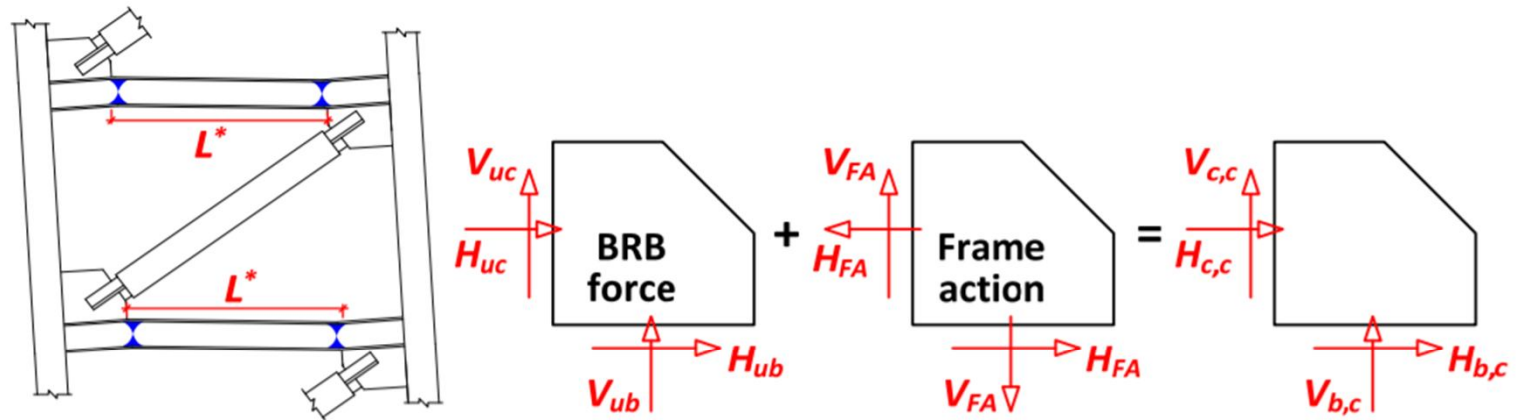 L*
L*
V_uc
H_uc
BRB
force
V_ub
H_ub
+
V_FA
H_FA
Frame
action
V_FA
H_FA
=
V_c,c
H_c,c
V_b,c
H_b,c